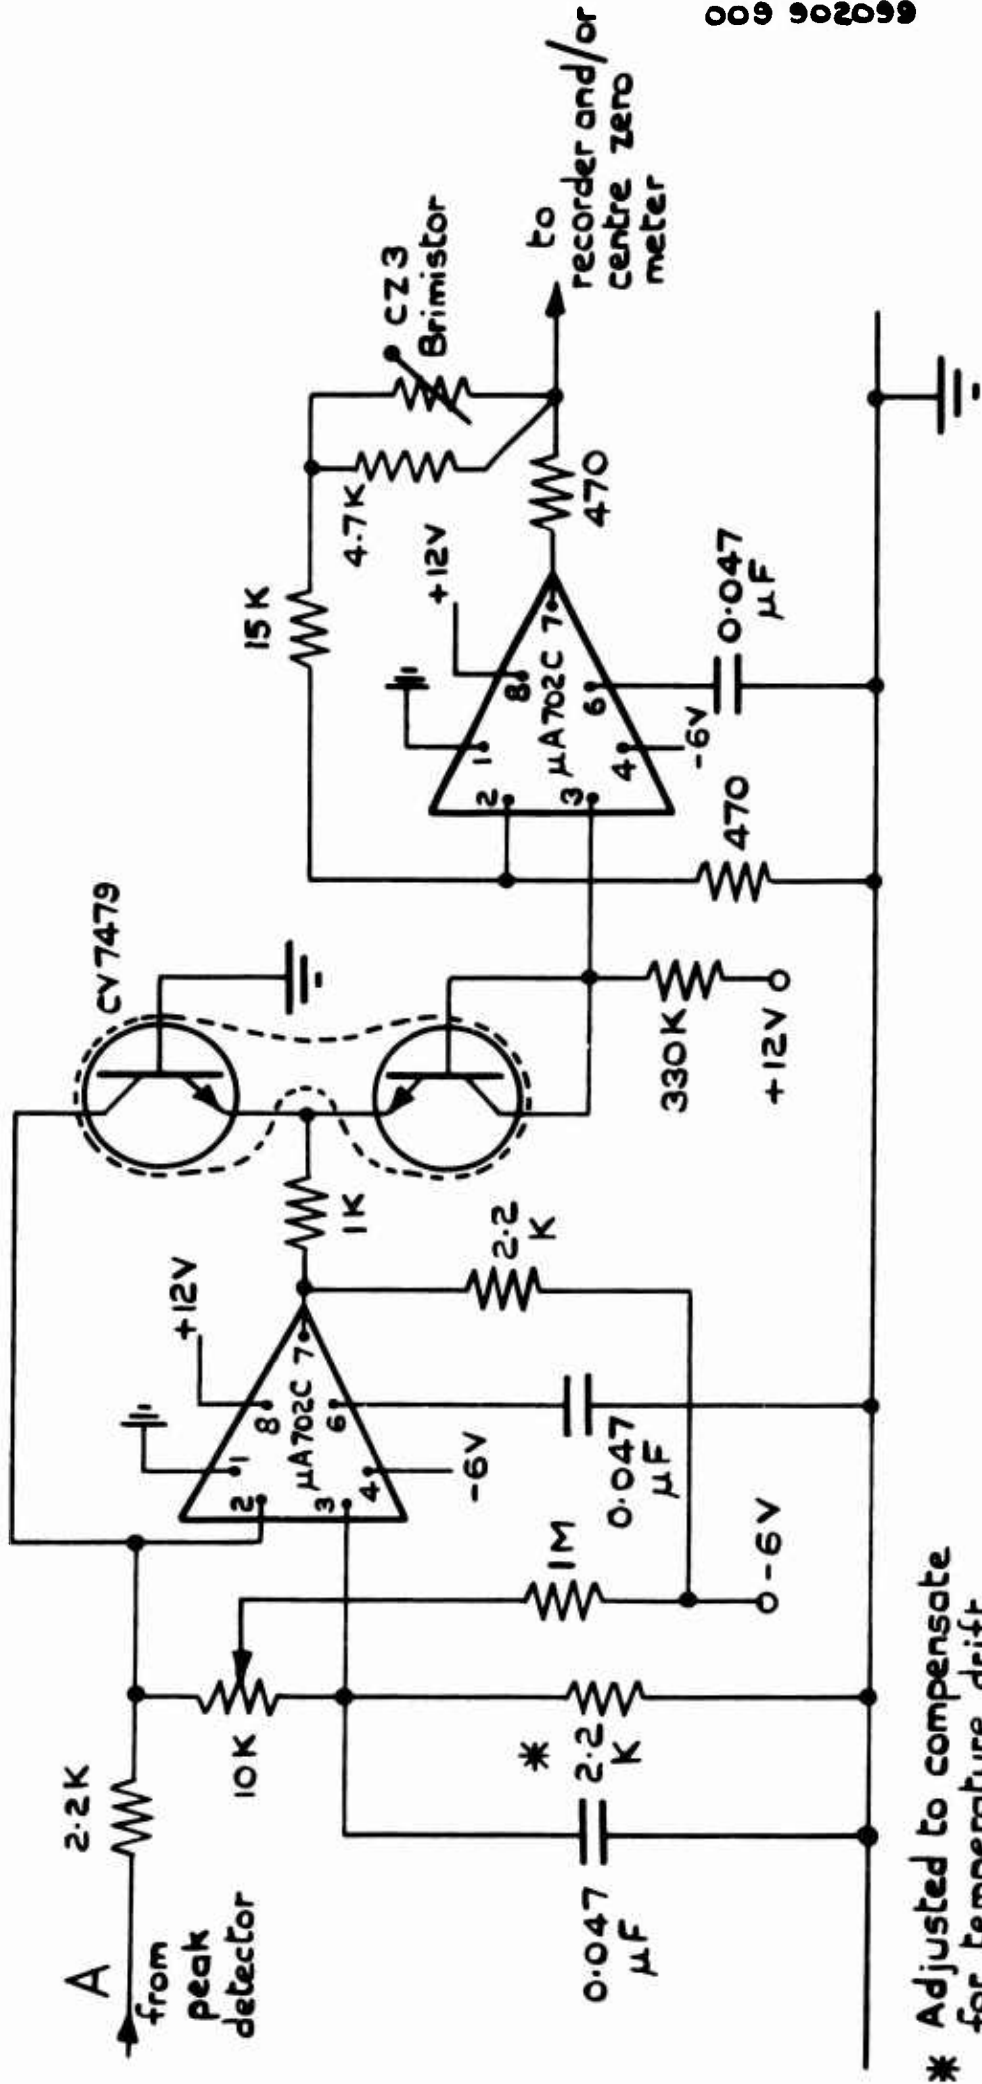 009 902099
A
from
peak
detector
2.2K
10K
*
2.2
K
0.047
µF
1M
-6V
2
3
1
8
µA702C
7
4
6
+12V
-6V
0.047
µF
2.2
K
1K
CV7479
330K
+12V
470
15K
2
3
1
8
µA702C
7
4
6
+12V
-6V
0.047
µF
470
4.7K
CZ3
Brimistor
to
recorder and/or
centre zero
meter
* Adjusted to compensate
for temperature drift